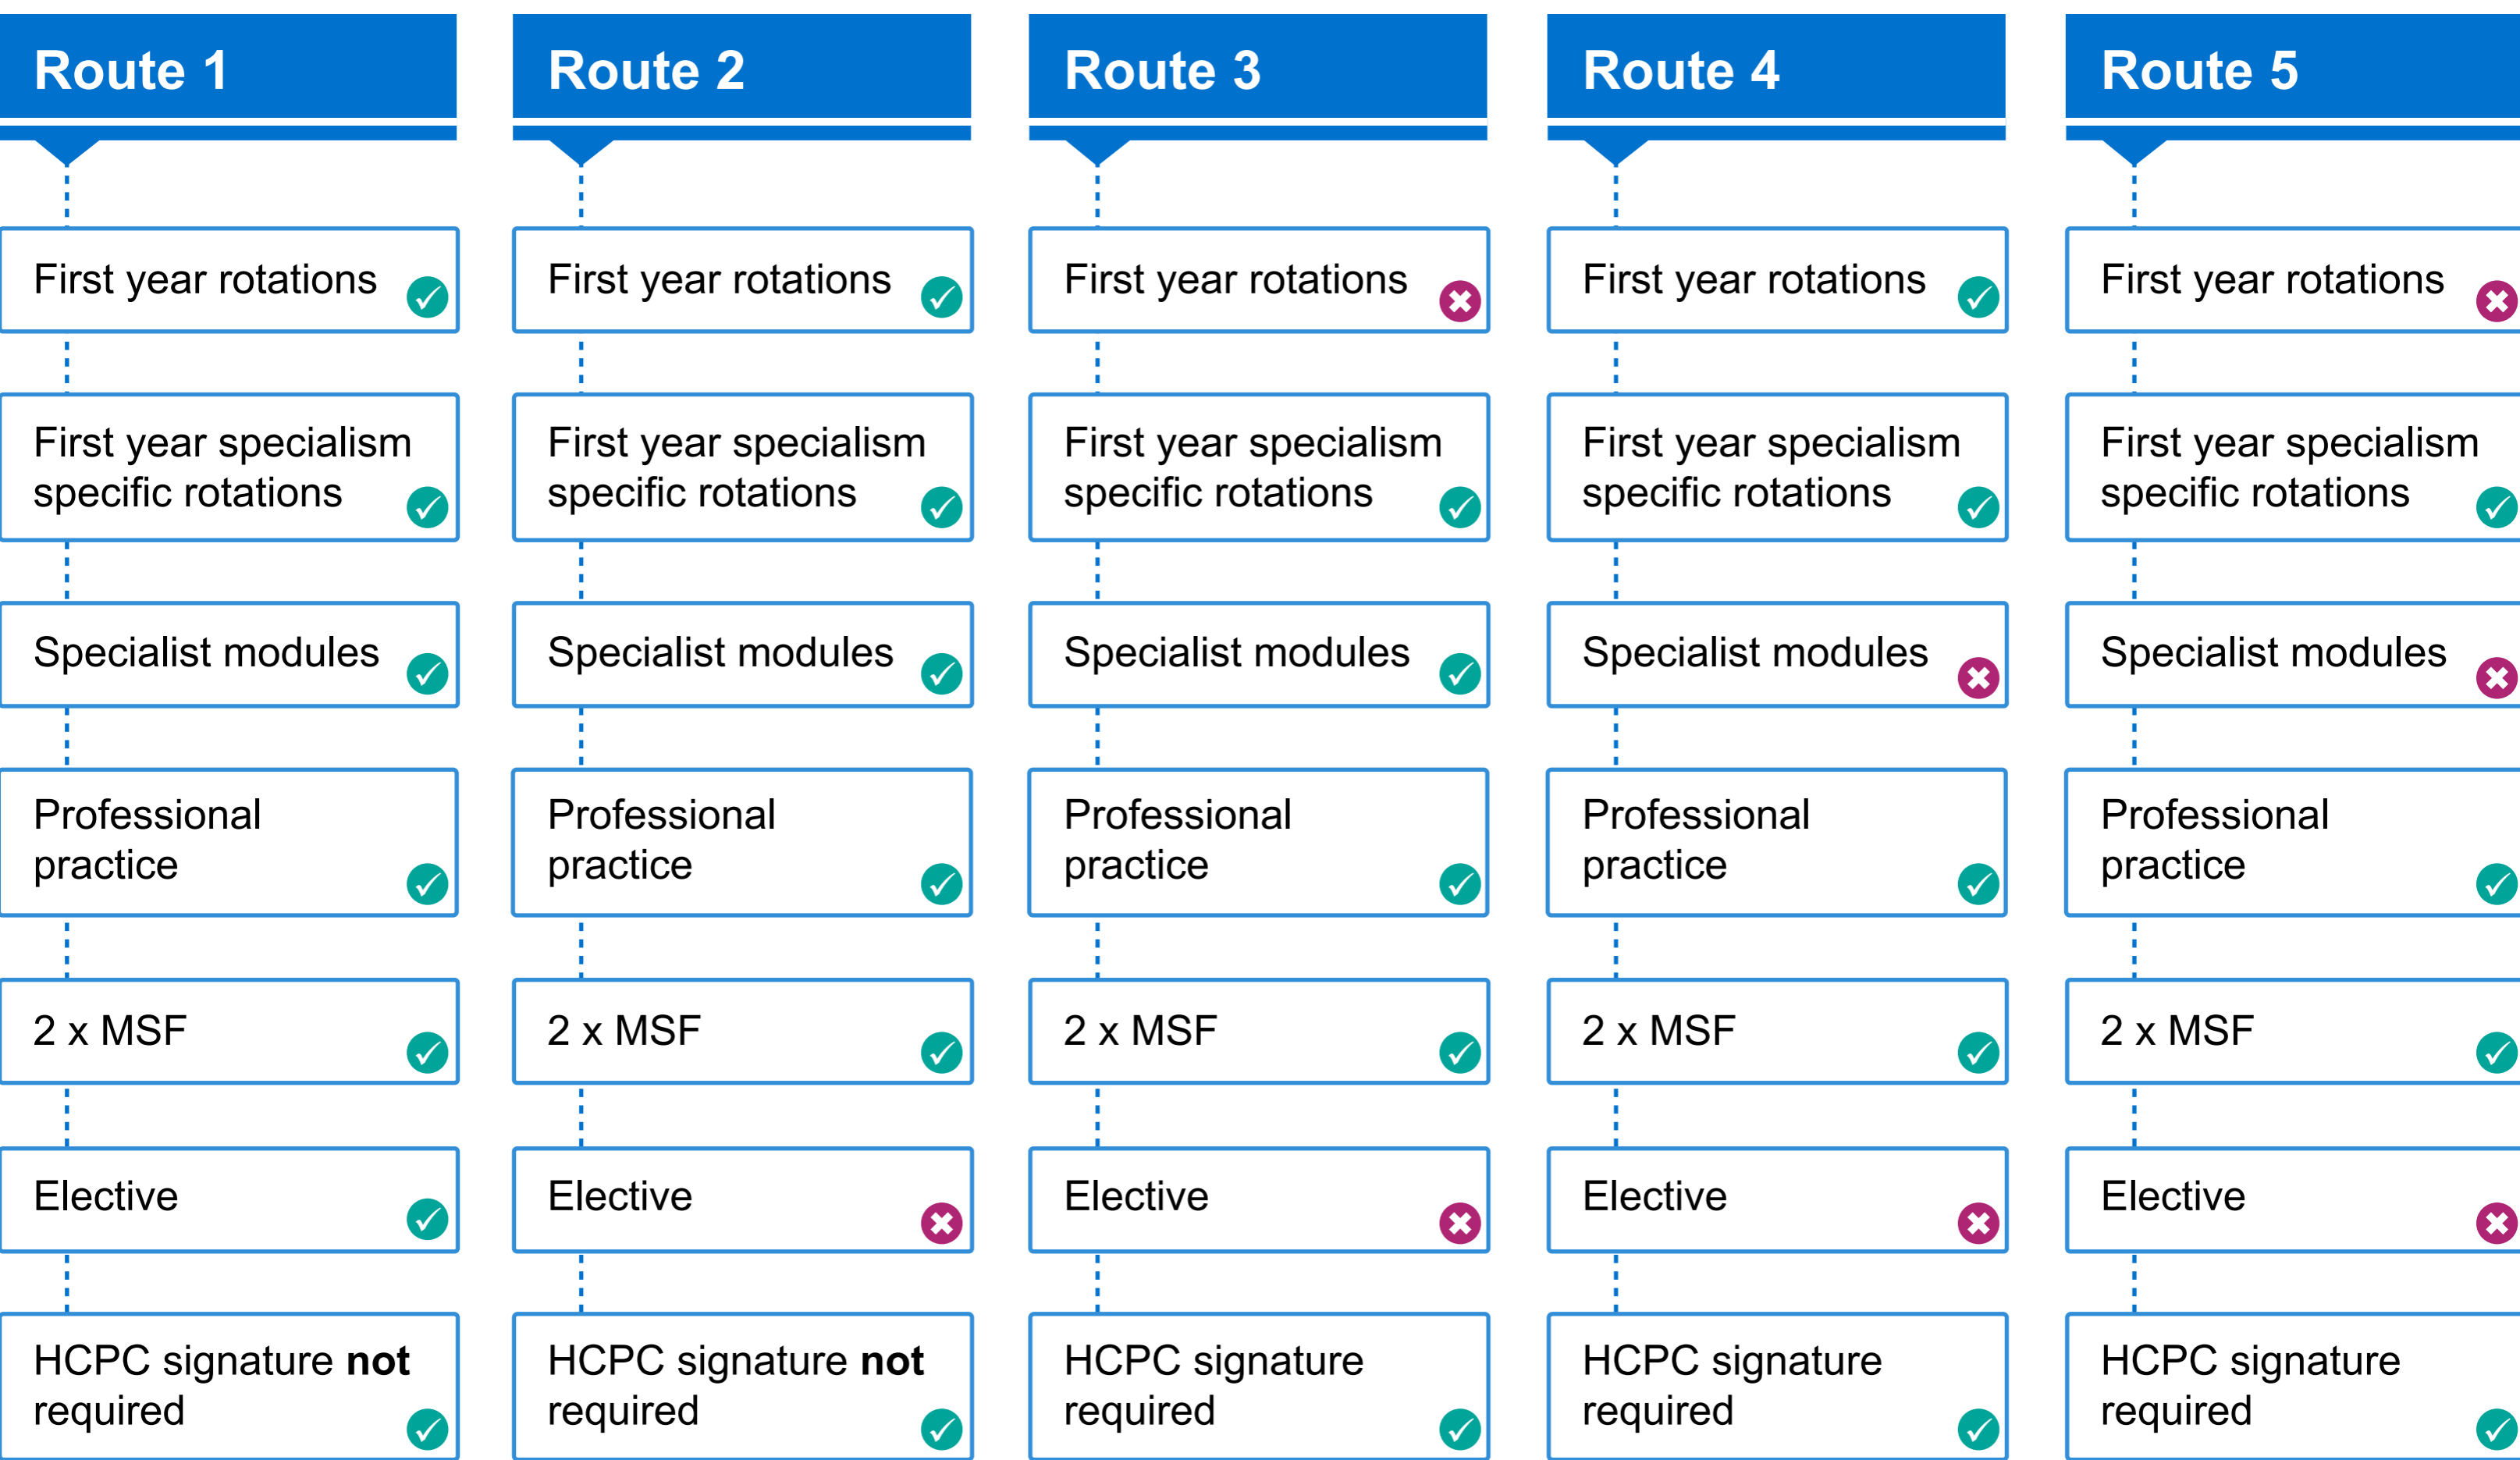 Route 1
First year rotations
First year specialism
specific rotations
Specialist modules
Professional
practice
2 x MSF
Elective
HCPC signature not
required
Route 2
First year rotations
First year specialism
specific rotations
Specialist modules
Professional
practice
2 x MSF
Elective
HCPC signature not
required
Route 3
First year rotations
First year specialism
specific rotations
Specialist modules
Professional
practice
2 x MSF
Elective
HCPC signature
required
Route 4
First year rotations
First year specialism
specific rotations
Specialist modules
Professional
practice
2 x MSF
Elective
HCPC signature
required
Route 5
First year rotations
First year specialism
specific rotations
Specialist modules
Professional
practice
2 x MSF
Elective
HCPC signature
required